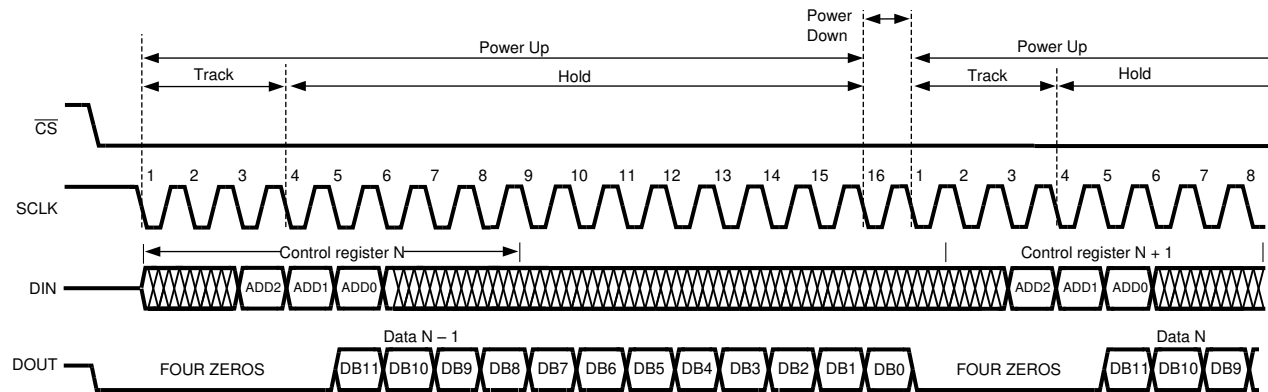 Power
Down
Power Up
Power Up
Track
Hold
Track
Hold
CS
1 2 3 4 5 6 7 8 9 10 11 12 13 14 15 16 1 2 3 4 5 6 7 8
SCLK
Control register N
Control register N + 1
DIN
ADD2 ADD1 ADD0
ADD2 ADD1 ADD0
Data N – 1
Data N
DOUT
FOUR ZEROS
DB11 DB10 DB9 DB8 DB7 DB6 DB5 DB4 DB3 DB2 DB1 DB0
FOUR ZEROS
DB11 DB10 DB9